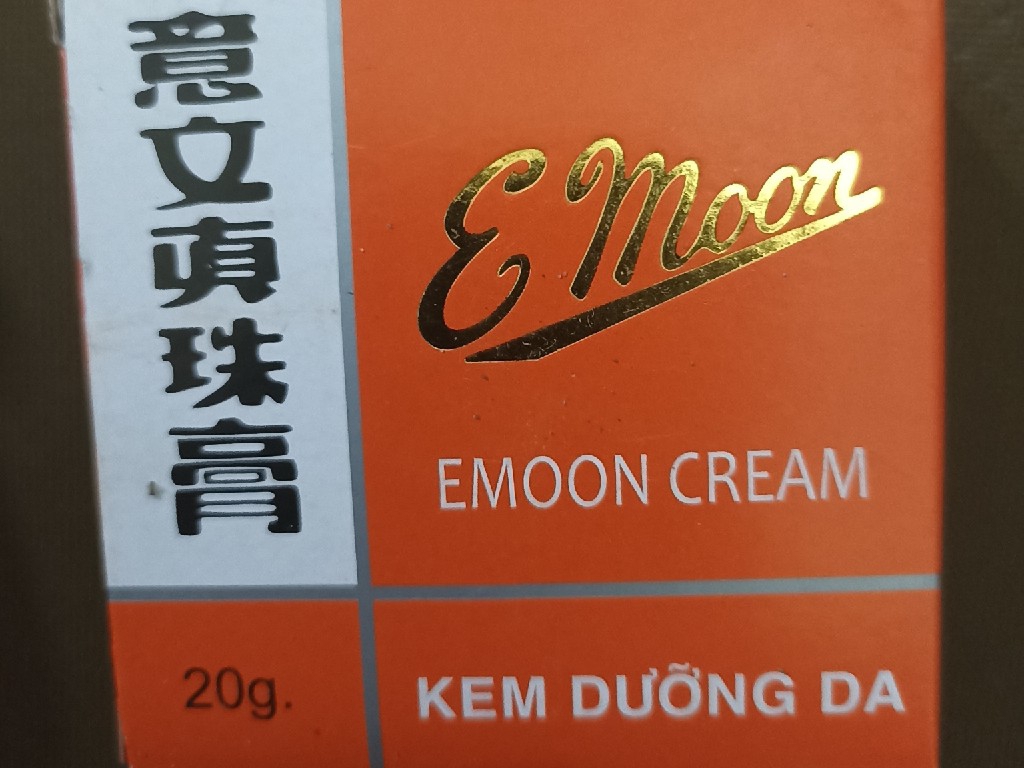 意文真珠膏
E Moon
EMOON CREAM
20g.
KEM DƯỠNG DA